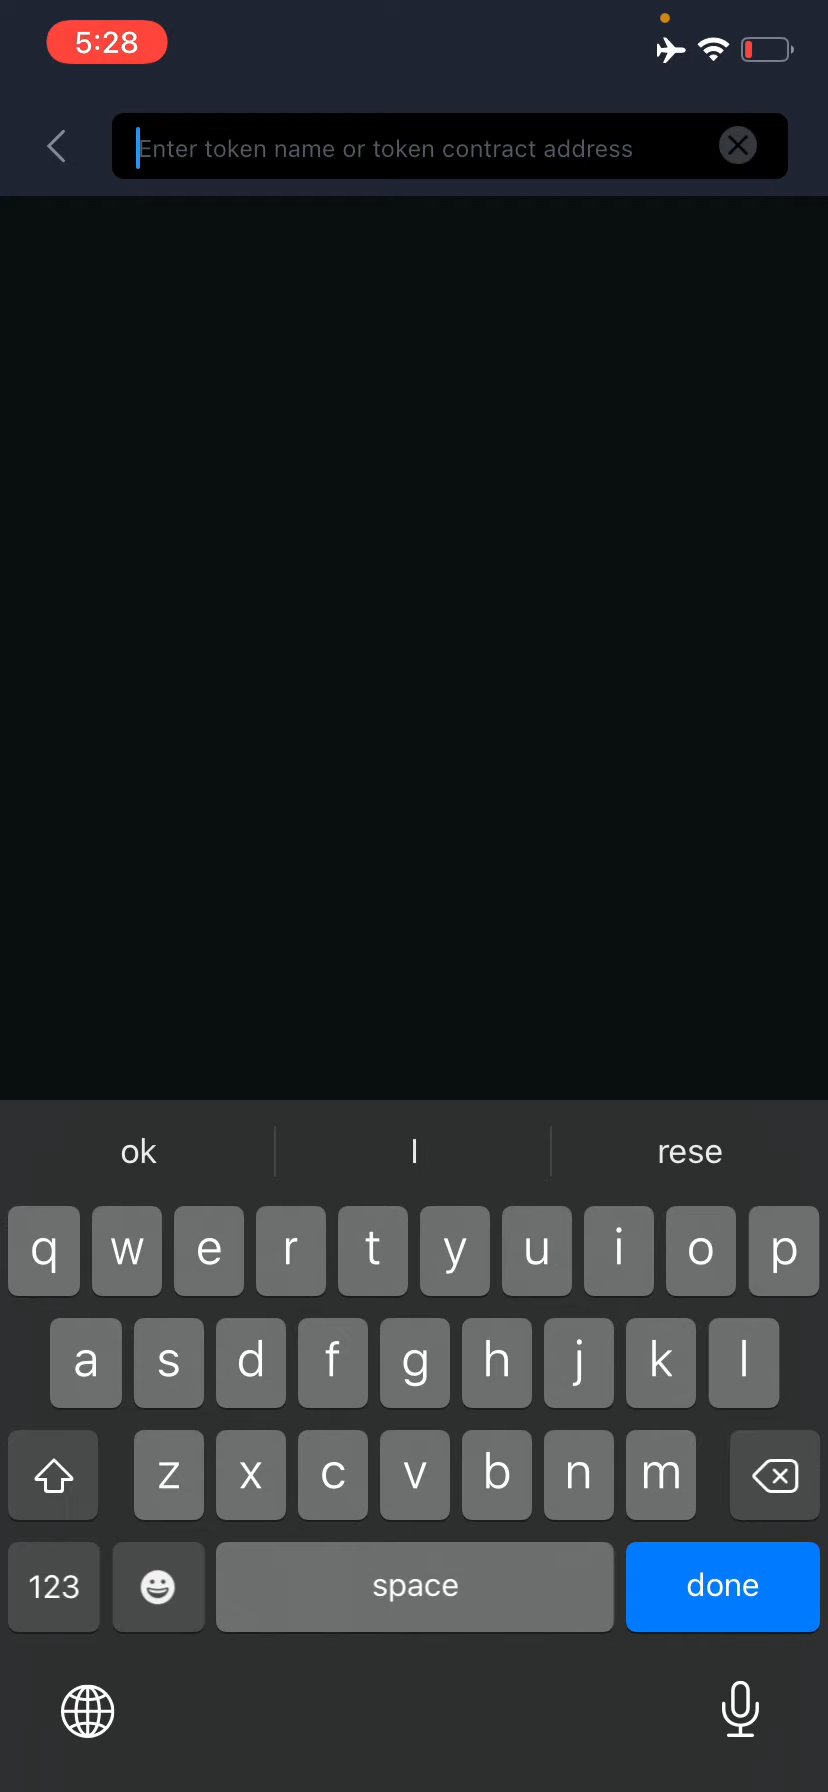 5:28
Enter token name or token contract address
ok I rese
q w e r t y u i o p
a s d f g h j k l
z x c v b n m
123 space done